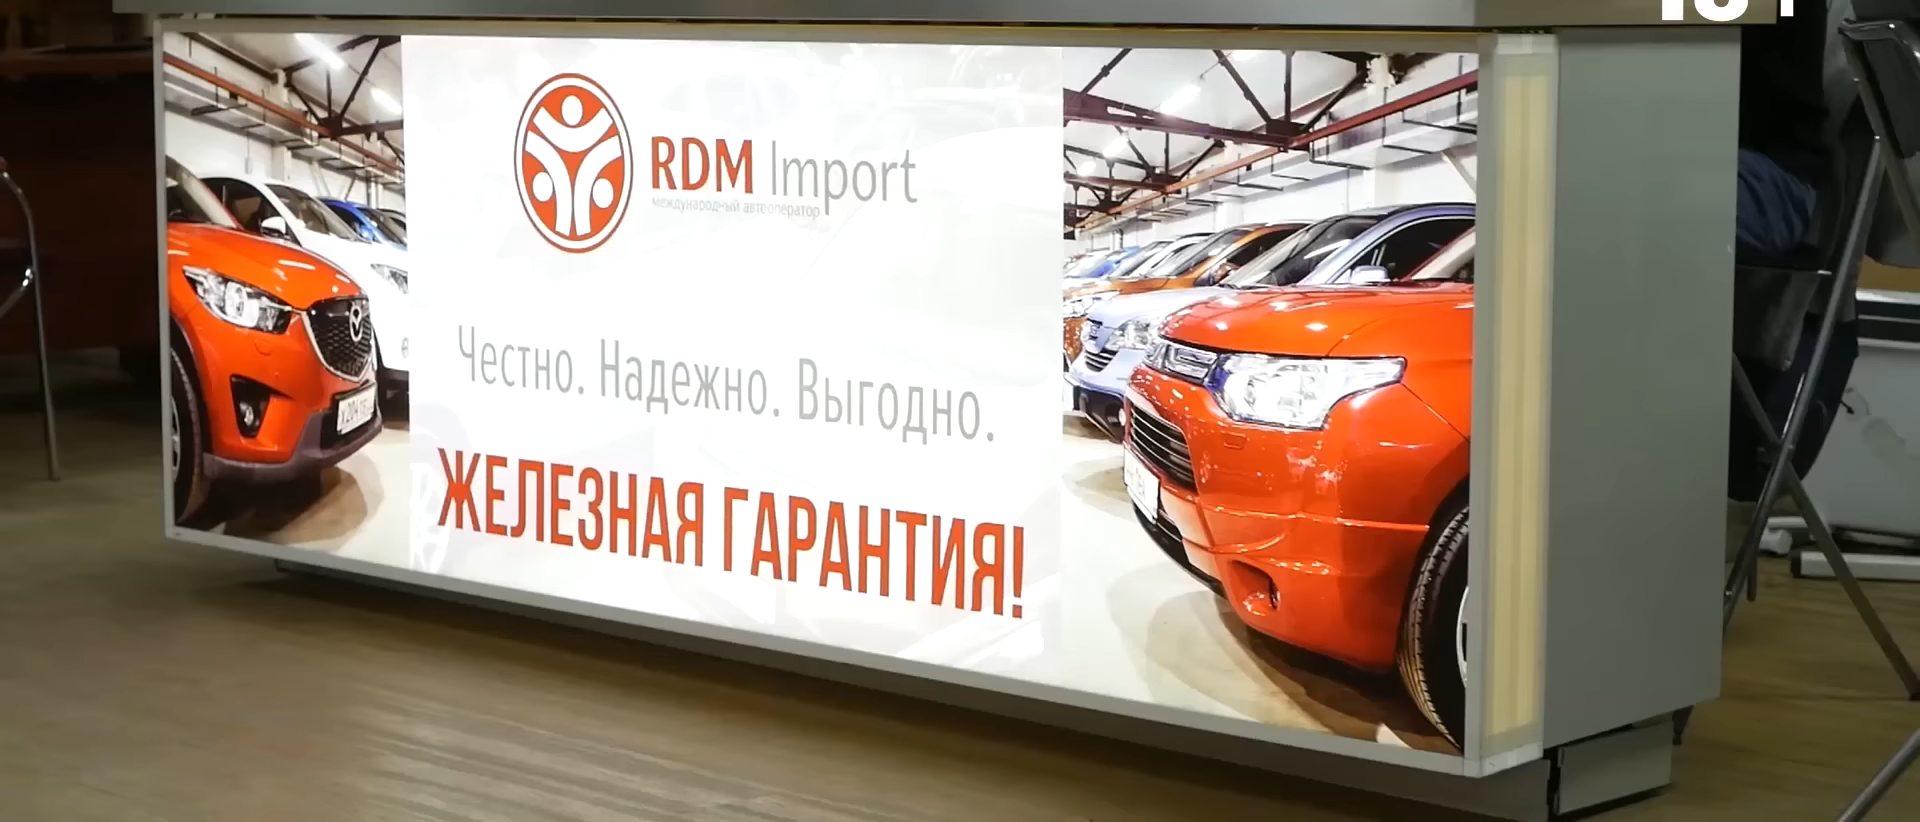 RDM Import
международный автооператор
Честно. Надежно. Выгодно.
ЖЕЛЕЗНАЯ ГАРАНТИЯ!